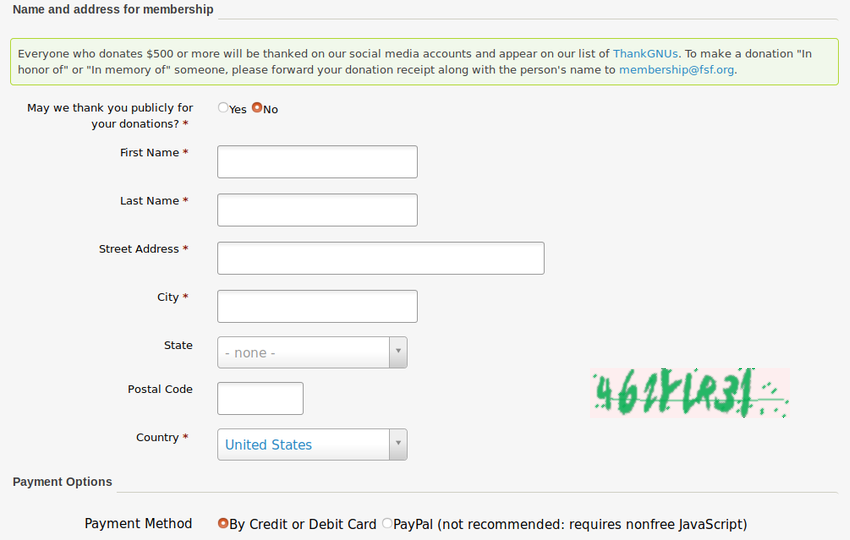 Name and address for membership
Everyone who donates $500 or more will be thanked on our social media accounts and appear on our list of ThankGNUs. To make a donation "In
honor of" or "In memory of" someone, please forward your donation receipt along with the person's name to membership@fsf.org.
May we thank you publicly for
your donations? *
Yes No
First Name *
Last Name *
Street Address *
City *
State
- none -
Postal Code
Country *
United States
Payment Options
Payment Method
By Credit or Debit Card PayPal (not recommended: requires nonfree JavaScript)